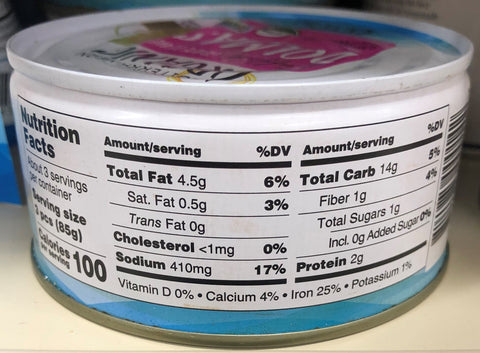 DOLMAS
Nutrition
Facts
About 3 servings
per container
Serving size
3 pcs (85g)
Calories
per serving 100
Amount/serving %DV
Total Fat 4.5g 6%
Sat. Fat 0.5g 3%
Trans Fat 0g
Cholesterol <1mg 0%
Sodium 410mg 17%
Amount/serving %DV
Total Carb 14g 5%
Fiber 1g 4%
Total Sugars 1g
Incl. 0g Added Sugar 0%
Protein 2g
Vitamin D 0% • Calcium 4% • Iron 25% • Potassium 1%